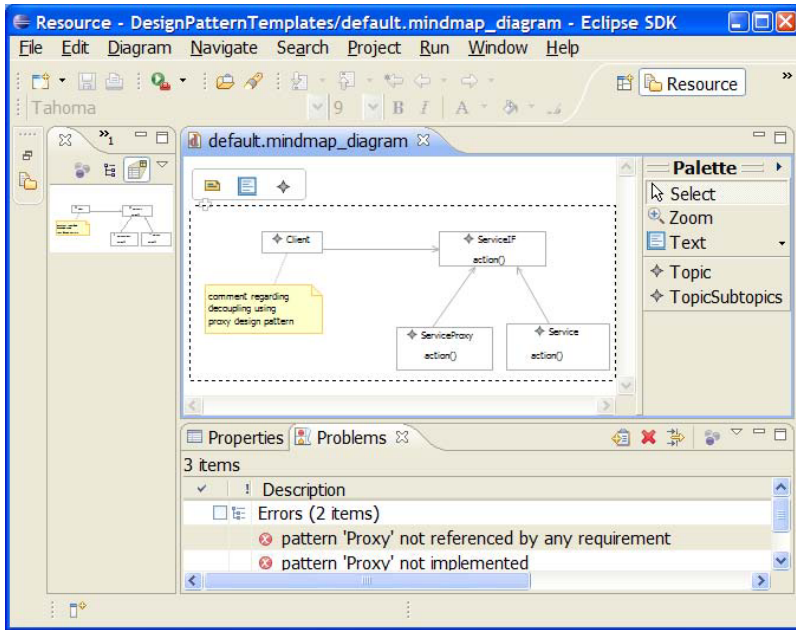 Resource - DesignPatternTemplates/default.mindmap_diagram - Eclipse SDK
File Edit Diagram Navigate Search Project Run Window Help
Resource »
Tahoma 9 B I A
»1
default.mindmap_diagram
Palette
Select
Zoom
Text
Topic
TopicSubtopics
Client
ServiceIF
action()
comment regarding
decoupling using
proxy design pattern
ServiceProxy
action()
Service
action()
Properties Problems
3 items
! Description
Errors (2 items)
pattern 'Proxy' not referenced by any requirement
pattern 'Proxy' not implemented